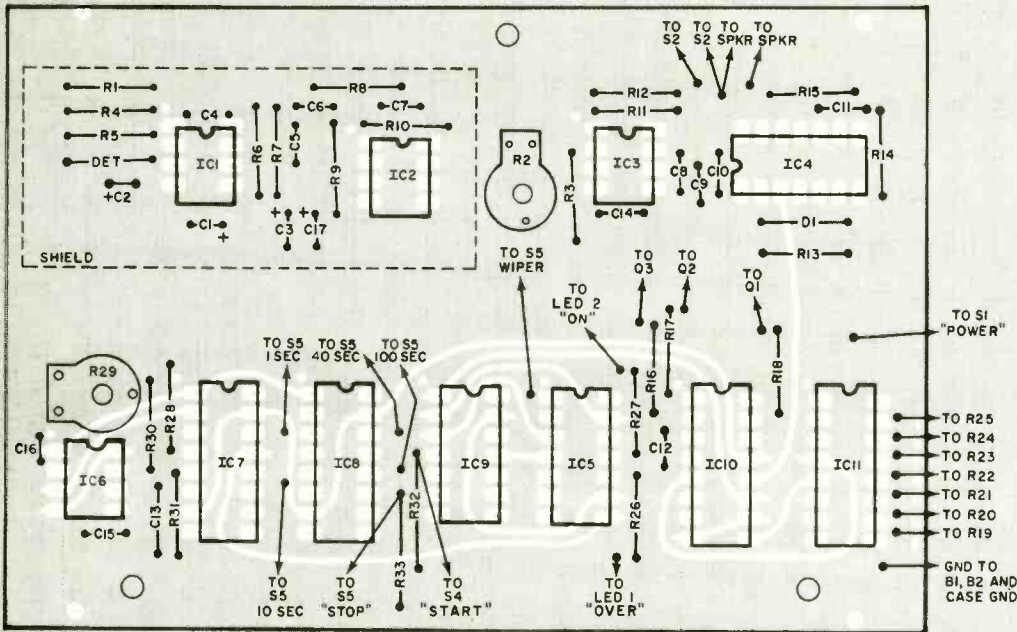 TO S2
TO S2
TO SPKR
TO SPKR
R1
R4
R5
DET
+C2
C4
IC1
C1
+
R6
R7
C5
C6
R8
R9
C7
R10
IC2
+
C3
+
C17
SHIELD
R2
R3
R12
R11
IC3
C14
C8
C9
C10
R15
C11
IC4
R14
D1
R13
TO S5
WIPER
TO
LED 2
"ON"
TO
Q3
TO
Q2
TO
Q1
TO S1
"POWER"
R29
C16
IC6
C15
R30
R28
C13
R31
IC7
TO S5
1 SEC
TO S5
40 SEC
TO S5
100 SEC
IC8
IC9
R32
R33
IC5
R27
R16
R17
C12
R26
IC10
R18
IC11
TO R25
TO R24
TO R23
TO R22
TO R21
TO R20
TO R19
GND TO
B1, B2 AND
CASE GND
TO
S5
10 SEC
TO
S5
"STOP"
TO
S4
"START"
TO
LED 1
"OVER"